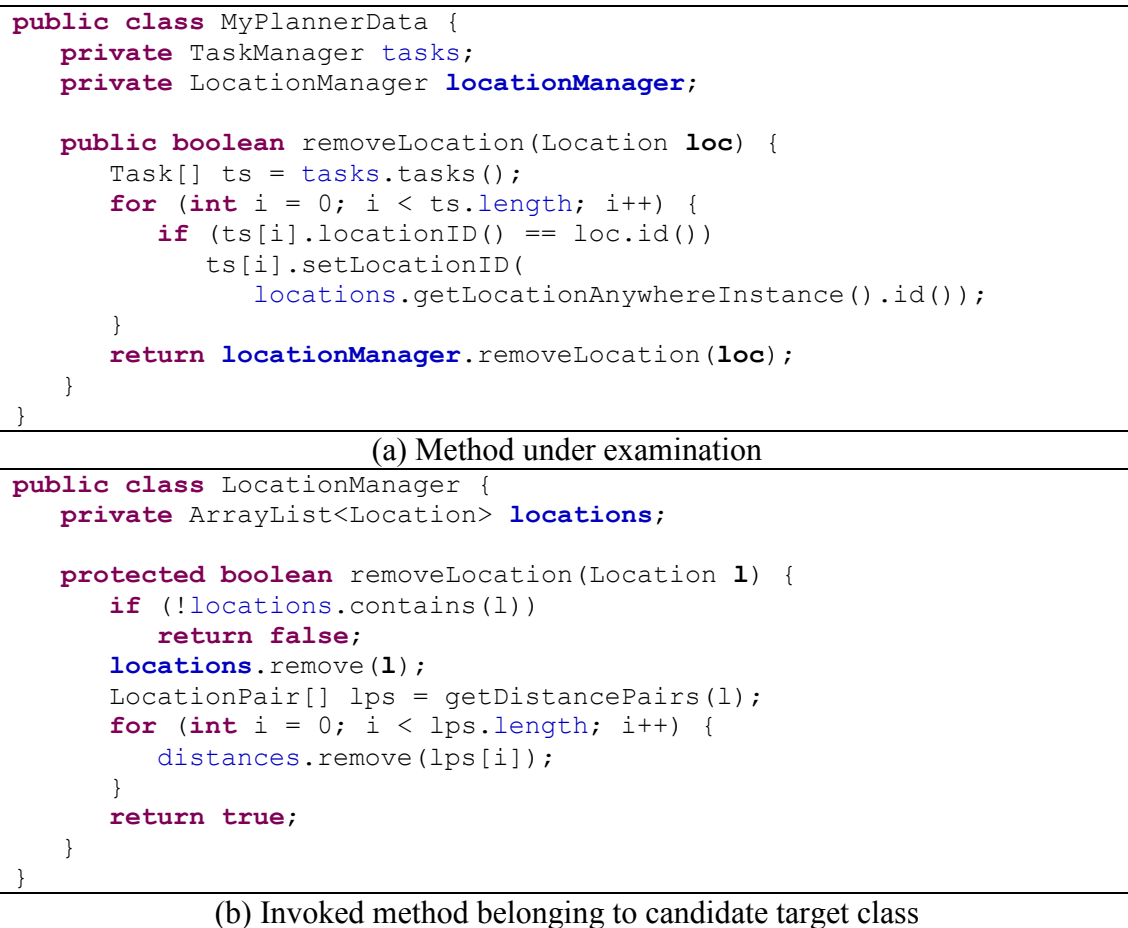 public class MyPlannerData {
   private TaskManager tasks;
   private LocationManager locationManager;

   public boolean removeLocation(Location loc) {
      Task[] ts = tasks.tasks();
      for (int i = 0; i < ts.length; i++) {
         if (ts[i].locationID() == loc.id())
            ts[i].setLocationID(
               locations.getLocationAnywhereInstance().id());
      }
      return locationManager.removeLocation(loc);
   }
}
(a) Method under examination
public class LocationManager {
   private ArrayList<Location> locations;

   protected boolean removeLocation(Location l) {
      if (!locations.contains(l))
         return false;
      locations.remove(l);
      LocationPair[] lps = getDistancePairs(l);
      for (int i = 0; i < lps.length; i++) {
         distances.remove(lps[i]);
      }
      return true;
   }
}
(b) Invoked method belonging to candidate target class